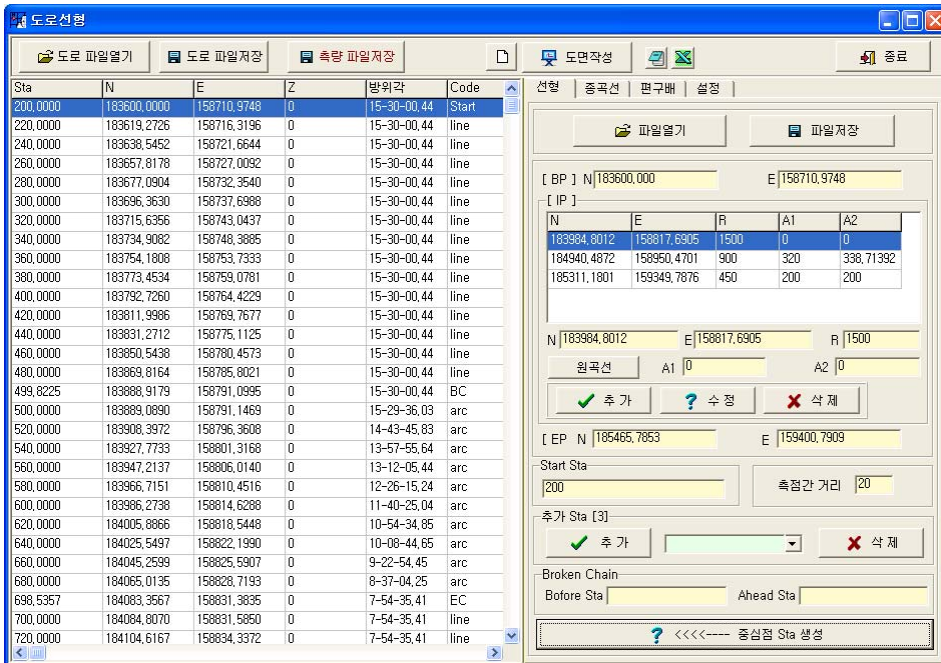 도로선형
도로 파일열기 도로 파일저장 측량 파일저장 도면작성 종료
Sta N E Z 방위각 Code
200,0000 183600,0000 158710,9748 0 15-30-00,44 Start
220,0000 183619,2726 158716,3196 0 15-30-00,44 line
240,0000 183638,5452 158721,6644 0 15-30-00,44 line
260,0000 183657,8178 158727,0092 0 15-30-00,44 line
280,0000 183677,0904 158732,3540 0 15-30-00,44 line
300,0000 183696,3630 158737,6988 0 15-30-00,44 line
320,0000 183715,6356 158743,0437 0 15-30-00,44 line
340,0000 183734,9082 158748,3885 0 15-30-00,44 line
360,0000 183754,1808 158753,7333 0 15-30-00,44 line
380,0000 183773,4534 158759,0781 0 15-30-00,44 line
400,0000 183792,7260 158764,4229 0 15-30-00,44 line
420,0000 183811,9986 158769,7677 0 15-30-00,44 line
440,0000 183831,2712 158775,1125 0 15-30-00,44 line
460,0000 183850,5438 158780,4573 0 15-30-00,44 line
480,0000 183869,8164 158785,8021 0 15-30-00,44 line
499,8225 183888,9179 158791,0995 0 15-30-00,44 BC
500,0000 183889,0890 158791,1469 0 15-29-36,03 arc
520,0000 183908,3972 158796,3608 0 14-43-45,83 arc
540,0000 183927,7733 158801,3168 0 13-57-55,64 arc
560,0000 183947,2137 158806,0140 0 13-12-05,44 arc
580,0000 183966,7151 158810,4516 0 12-26-15,24 arc
600,0000 183986,2738 158814,6288 0 11-40-25,04 arc
620,0000 184005,8866 158818,5448 0 10-54-34,85 arc
640,0000 184025,5497 158822,1990 0 10-08-44,65 arc
660,0000 184045,2599 158825,5907 0 9-22-54,45 arc
680,0000 184065,0135 158828,7193 0 8-37-04,25 arc
698,5357 184083,3567 158831,3835 0 7-54-35,41 EC
700,0000 184084,8070 158831,5850 0 7-54-35,41 line
720,0000 184104,6167 158834,3372 0 7-54-35,41 line
선형 종곡선 편구배 설정
파일열기 파일저장
[ BP ] N 183600,000 E 158710,9748
[ IP ]
N E R A1 A2
183984,8012 158817,6905 1500 0 0
184940,4872 158950,4701 900 320 338,71392
185311,1801 159349,7876 450 200 200
N 183984,8012 E 158817,6905 R 1500
원곡선 A1 0 A2 0
추가 수정 삭제
[ EP N 185465,7853 E 159400,7909
Start Sta
200 측점간 거리 20
추가 Sta [3]
추가 삭제
Broken Chain
Bofore Sta Ahead Sta
<<<<---- 중심점 Sta 생성